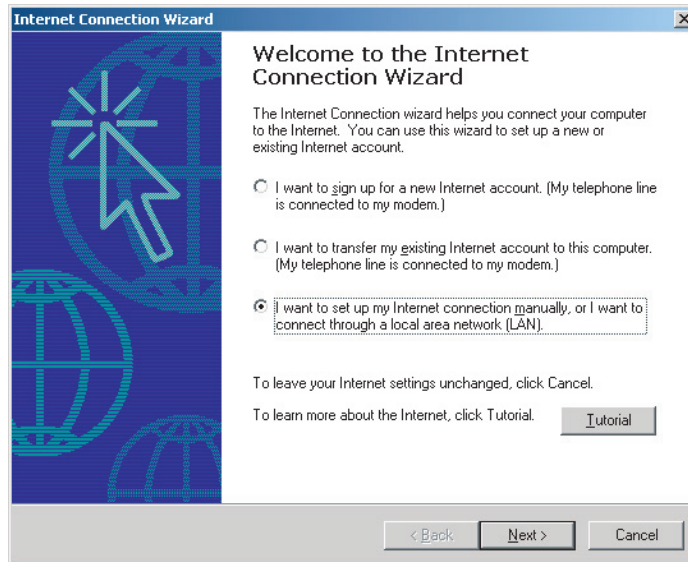 Internet Connection Wizard
Welcome to the Internet
Connection Wizard
The Internet Connection wizard helps you connect your computer
to the Internet. You can use this wizard to set up a new or
existing Internet account.
I want to sign up for a new Internet account. (My telephone line
is connected to my modem.)
I want to transfer my existing Internet account to this computer.
(My telephone line is connected to my modem.)
I want to set up my Internet connection manually, or I want to
connect through a local area network (LAN).
To leave your Internet settings unchanged, click Cancel.
To learn more about the Internet, click Tutorial.
Tutorial
< Back
Next >
Cancel